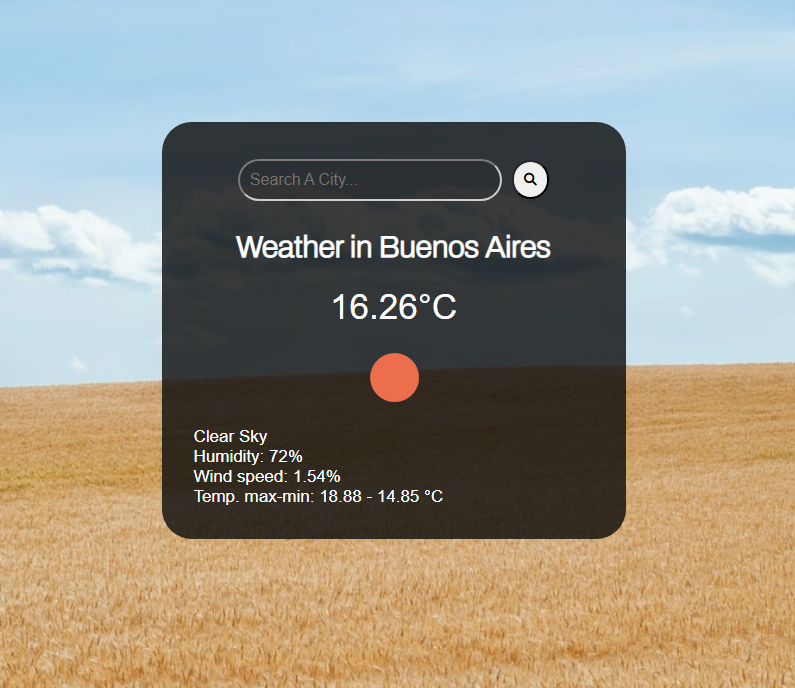 Search A City...
Weather in Buenos Aires
16.26°C
Clear Sky
Humidity: 72%
Wind speed: 1.54%
Temp. max-min: 18.88 - 14.85 °C